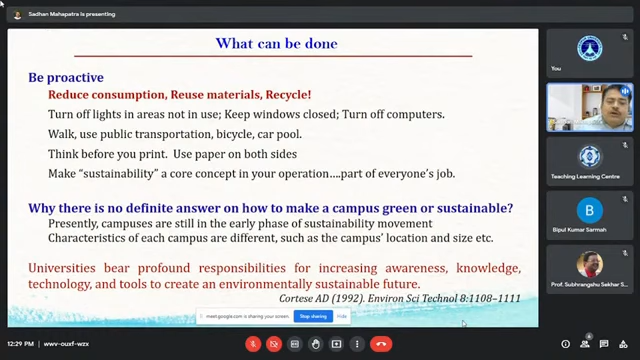 Sadhan Mahapatra is presenting
What can be done
Be proactive
Reduce consumption, Reuse materials, Recycle!
Turn off lights in areas not in use; Keep windows closed; Turn off computers.
Walk, use public transportation, bicycle, car pool.
Think before you print. Use paper on both sides
Make “sustainability” a core concept in your operation….part of everyone’s job.
Why there is no definite answer on how to make a campus green or sustainable?
Presently, campuses are still in the early phase of sustainability movement
Characteristics of each campus are different, such as the campus’ location and size etc.
Universities bear profound responsibilities for increasing awareness, knowledge,
technology, and tools to create an environmentally sustainable future.
Cortese AD (1992). Environ Sci Technol 8:1108–1111
meet.google.com is sharing your screen.
Stop sharing
Hide
You
Teaching Learning Centre
B
Bipul Kumar Sarmah
Prof. Subhrangshu Sekhar S
12:29 PM
wwv-ouxf-wzx